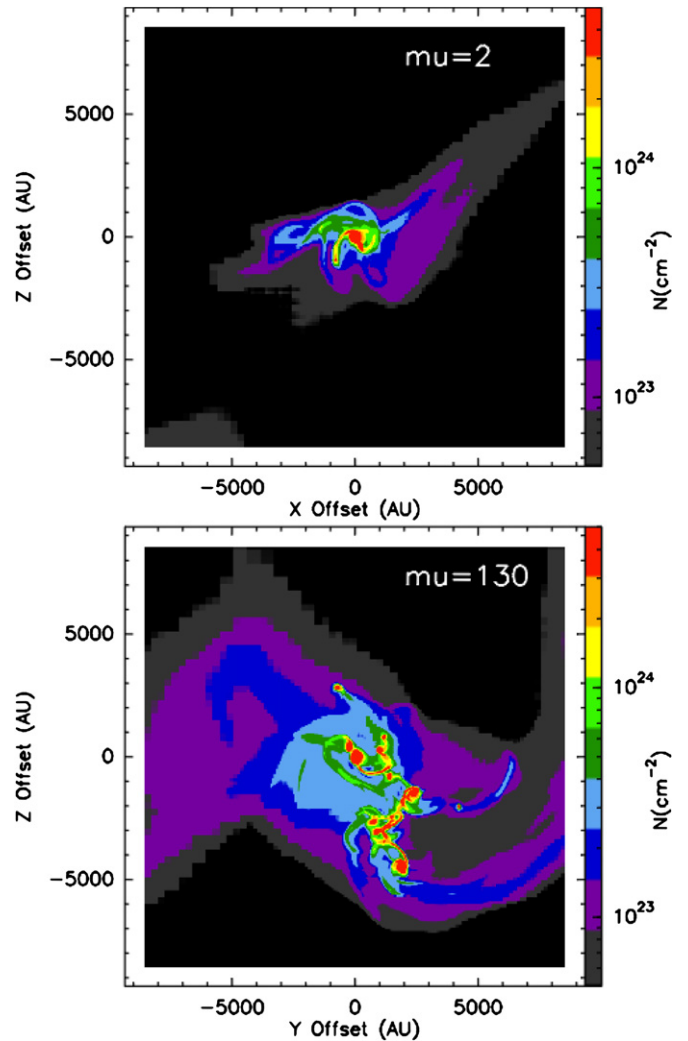 mu=2
5000
0
−5000
Z Offset (AU)
−5000 0 5000
X Offset (AU)
10^24
10^23
N(cm^−2)
mu=130
5000
0
−5000
Z Offset (AU)
−5000 0 5000
Y Offset (AU)
10^24
10^23
N(cm^−2)